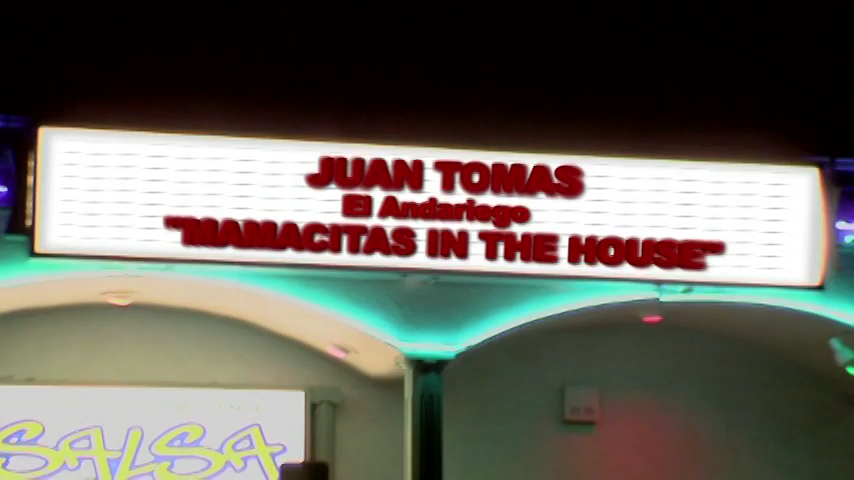 JUAN TOMAS
El Andariego
"MAMACITAS IN THE HOUSE"
SALSA